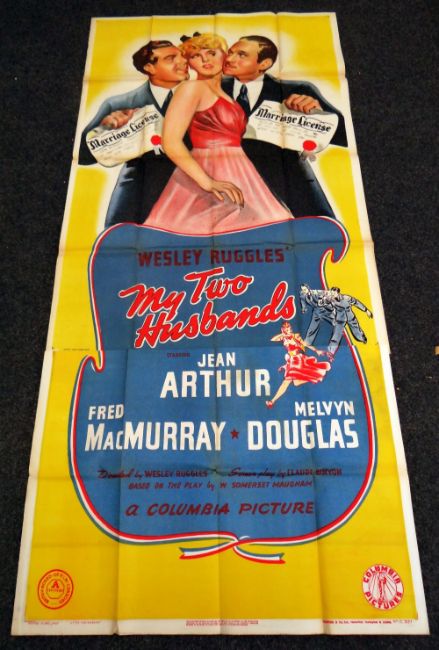 Marriage License
Marriage License
WESLEY RUGGLES'
My Two
Husbands
STARRING
JEAN
ARTHUR
FRED
MACMURRAY ★ MELVYN
DOUGLAS
Directed by WESLEY RUGGLES Screen play by CLAUDE BINYON
BASED ON THE PLAY by W. SOMERSET MAUGHAM
A COLUMBIA PICTURE
A
COLUMBIA
PICTURES